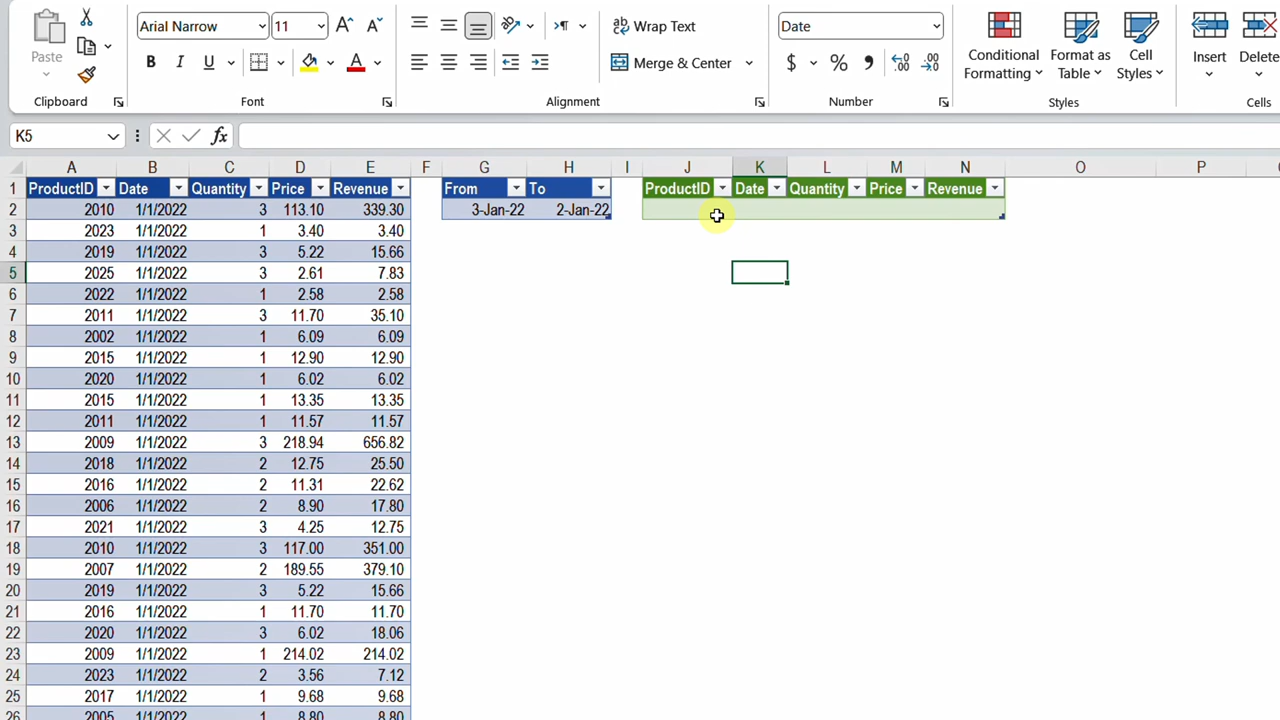 Arial Narrow 11 A^ A˅ ab Wrap Text Date
Paste B I U A Merge & Center $ % 9 Conditional Formatting Format as Table Cell Styles Insert Delete
Clipboard Font Alignment Number Styles Cells
K5 fx
A B C D E F G H I J K L M N O P
1 ProductID Date Quantity Price Revenue From To ProductID Date Quantity Price Revenue
2 2010 1/1/2022 3 113.10 339.30 3-Jan-22 2-Jan-22
3 2023 1/1/2022 1 3.40 3.40
4 2019 1/1/2022 3 5.22 15.66
5 2025 1/1/2022 3 2.61 7.83
6 2022 1/1/2022 1 2.58 2.58
7 2011 1/1/2022 3 11.70 35.10
8 2002 1/1/2022 1 6.09 6.09
9 2015 1/1/2022 1 12.90 12.90
10 2020 1/1/2022 1 6.02 6.02
11 2015 1/1/2022 1 13.35 13.35
12 2011 1/1/2022 1 11.57 11.57
13 2009 1/1/2022 3 218.94 656.82
14 2018 1/1/2022 2 12.75 25.50
15 2016 1/1/2022 2 11.31 22.62
16 2006 1/1/2022 2 8.90 17.80
17 2021 1/1/2022 3 4.25 12.75
18 2010 1/1/2022 3 117.00 351.00
19 2007 1/1/2022 2 189.55 379.10
20 2019 1/1/2022 3 5.22 15.66
21 2016 1/1/2022 1 11.70 11.70
22 2020 1/1/2022 3 6.02 18.06
23 2009 1/1/2022 1 214.02 214.02
24 2023 1/1/2022 2 3.56 7.12
25 2017 1/1/2022 1 9.68 9.68
26 2005 1/1/2022 1 8.80 8.80